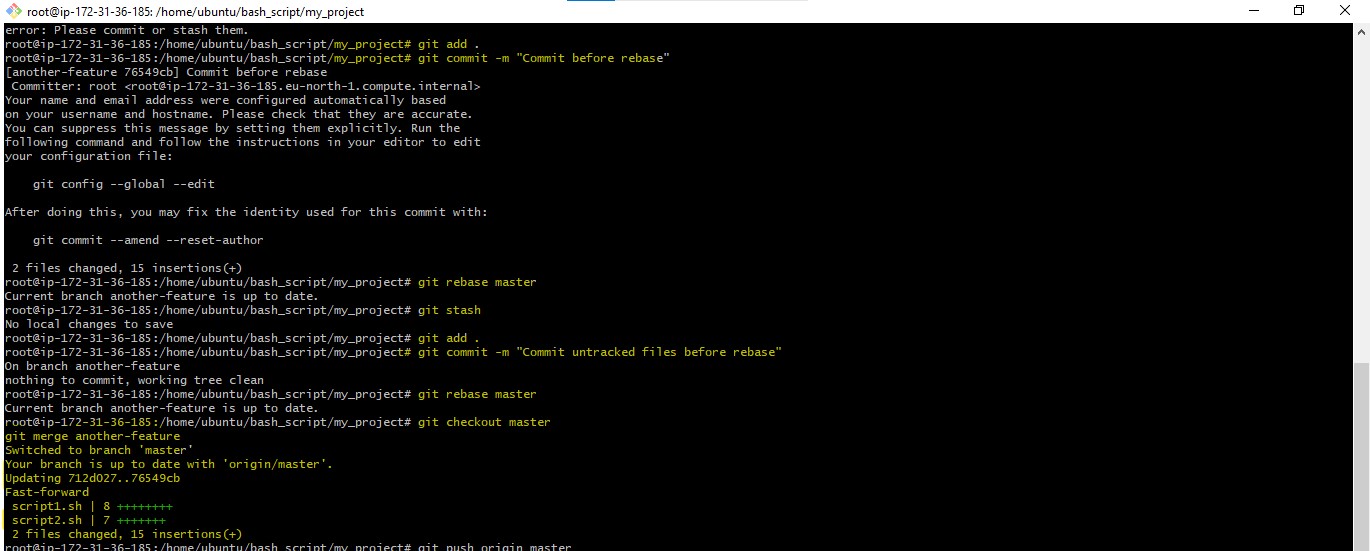 root@ip-172-31-36-185: /home/ubuntu/bash_script/my_project
error: Please commit or stash them.
root@ip-172-31-36-185:/home/ubuntu/bash_script/my_project# git add .
root@ip-172-31-36-185:/home/ubuntu/bash_script/my_project# git commit -m "Commit before rebase"
[another-feature 76549cb] Commit before rebase
 Committer: root <root@ip-172-31-36-185.eu-north-1.compute.internal>
Your name and email address were configured automatically based
on your username and hostname. Please check that they are accurate.
You can suppress this message by setting them explicitly. Run the
following command and follow the instructions in your editor to edit
your configuration file:
    git config --global --edit
After doing this, you may fix the identity used for this commit with:
    git commit --amend --reset-author
 2 files changed, 15 insertions(+)
root@ip-172-31-36-185:/home/ubuntu/bash_script/my_project# git rebase master
Current branch another-feature is up to date.
root@ip-172-31-36-185:/home/ubuntu/bash_script/my_project# git stash
No local changes to save
root@ip-172-31-36-185:/home/ubuntu/bash_script/my_project# git add .
root@ip-172-31-36-185:/home/ubuntu/bash_script/my_project# git commit -m "Commit untracked files before rebase"
On branch another-feature
nothing to commit, working tree clean
root@ip-172-31-36-185:/home/ubuntu/bash_script/my_project# git rebase master
Current branch another-feature is up to date.
root@ip-172-31-36-185:/home/ubuntu/bash_script/my_project# git checkout master
git merge another-feature
Switched to branch 'master'
Your branch is up to date with 'origin/master'.
Updating 712d027..76549cb
Fast-forward
 script1.sh | 8 ++++++++
 script2.sh | 7 +++++++
 2 files changed, 15 insertions(+)
root@ip-172-31-36-185:/home/ubuntu/bash_script/my_project# git push origin master